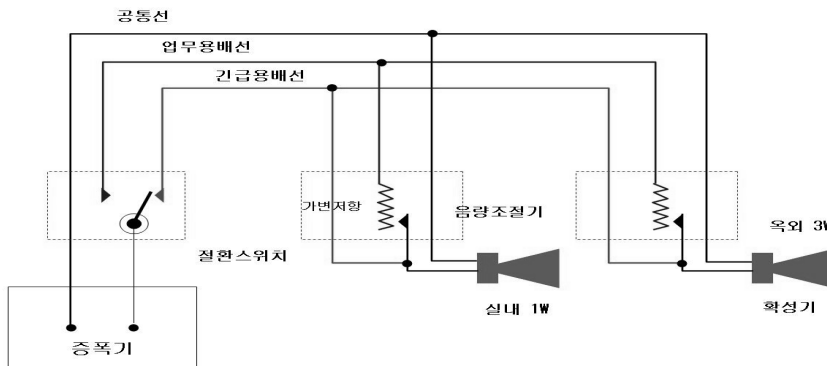 공통선
업무용배선
긴급용배선
가변저항
음량조절기
옥외 3W
절환스위치
실내 1W
확성기
증폭기